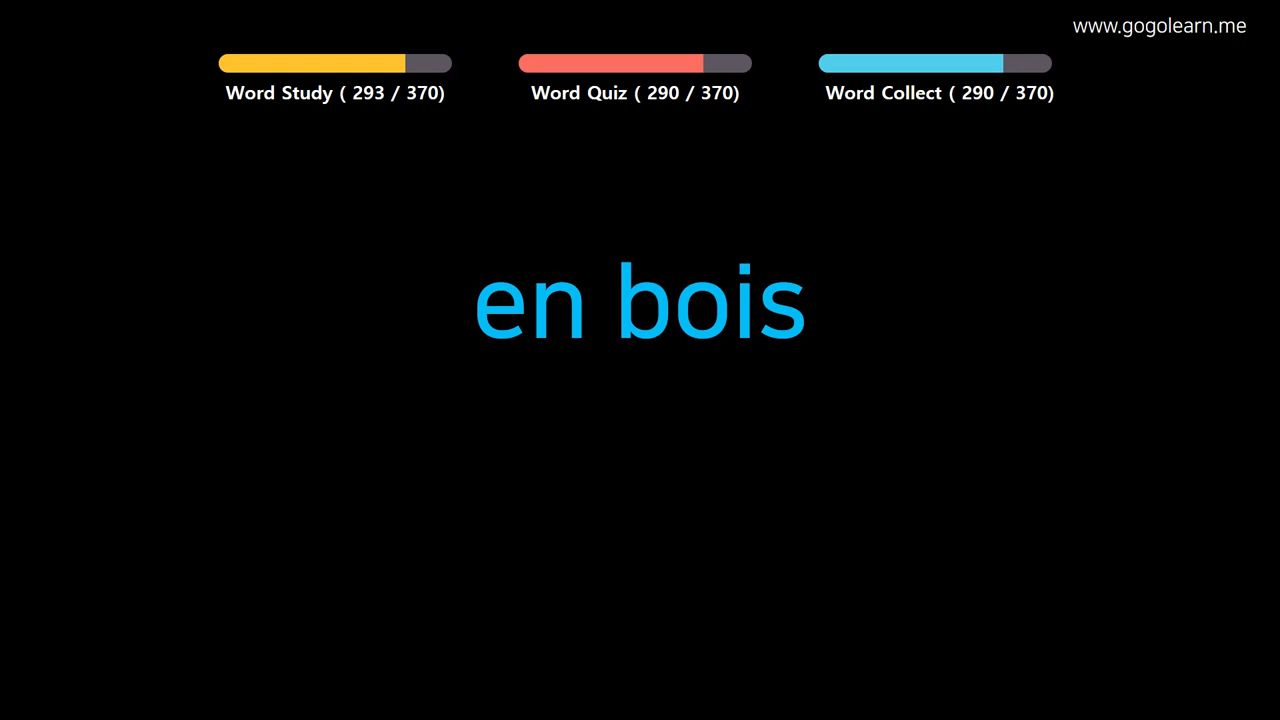 www.gogolearn.me
Word Study ( 293 / 370)
Word Quiz ( 290 / 370)
Word Collect ( 290 / 370)
en bois